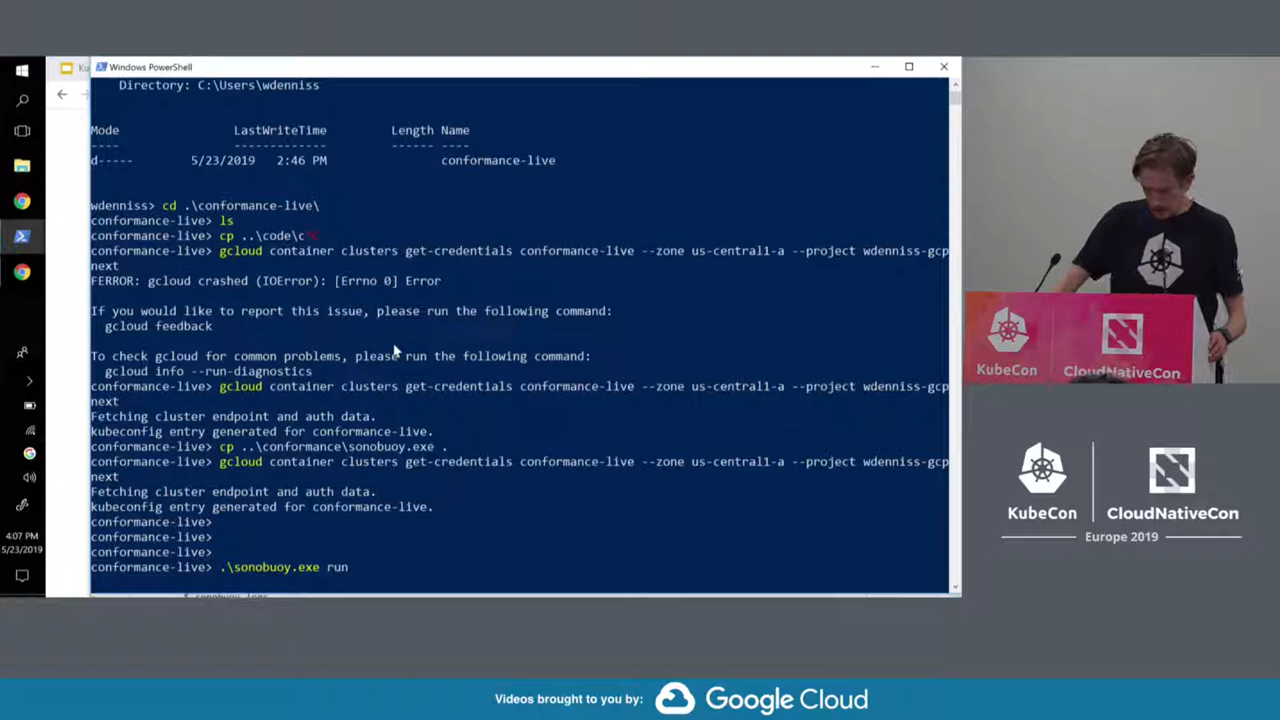 Ku
Windows PowerShell
Directory: C:\Users\wdenniss
Mode LastWriteTime Length Name
---- ------------- ------ ----
d----- 5/23/2019 2:46 PM conformance-live
wdenniss> cd .\conformance-live\
conformance-live> ls
conformance-live> cp ..\code\c^C
conformance-live> gcloud container clusters get-credentials conformance-live --zone us-central1-a --project wdenniss-gcp
next
FERROR: gcloud crashed (IOError): [Errno 0] Error
If you would like to report this issue, please run the following command:
gcloud feedback
To check gcloud for common problems, please run the following command:
gcloud info --run-diagnostics
conformance-live> gcloud container clusters get-credentials conformance-live --zone us-central1-a --project wdenniss-gcp
next
Fetching cluster endpoint and auth data.
kubeconfig entry generated for conformance-live.
conformance-live> cp ..\conformance\sonobuoy.exe .
conformance-live> gcloud container clusters get-credentials conformance-live --zone us-central1-a --project wdenniss-gcp
next
Fetching cluster endpoint and auth data.
kubeconfig entry generated for conformance-live.
conformance-live>
conformance-live>
conformance-live>
conformance-live> .\sonobuoy.exe run
4:07 PM
5/23/2019
KubeCon CloudNativeCon
KubeCon CloudNativeCon
Europe 2019
Videos brought to you by: Google Cloud